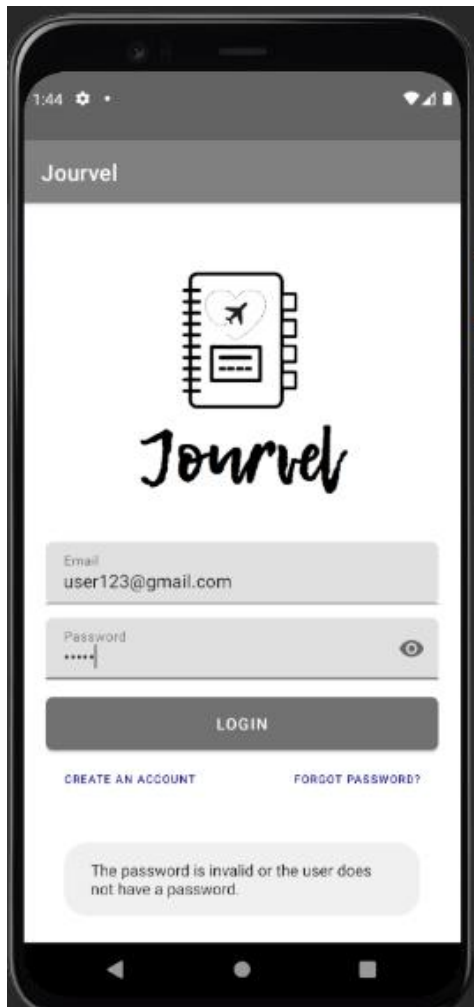 1:44
Jourvel
Jourvel
Email
user123@gmail.com
Password
•••••
LOGIN
CREATE AN ACCOUNT
FORGOT PASSWORD?
The password is invalid or the user does
not have a password.